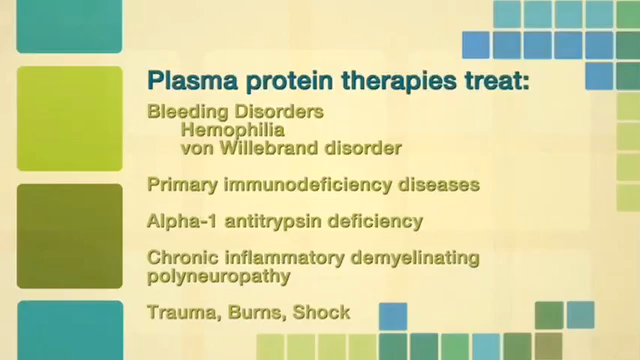 Plasma protein therapies treat:
Bleeding Disorders
Hemophilia
von Willebrand disorder
Primary immunodeficiency diseases
Alpha-1 antitrypsin deficiency
Chronic inflammatory demyelinating
polyneuropathy
Trauma, Burns, Shock